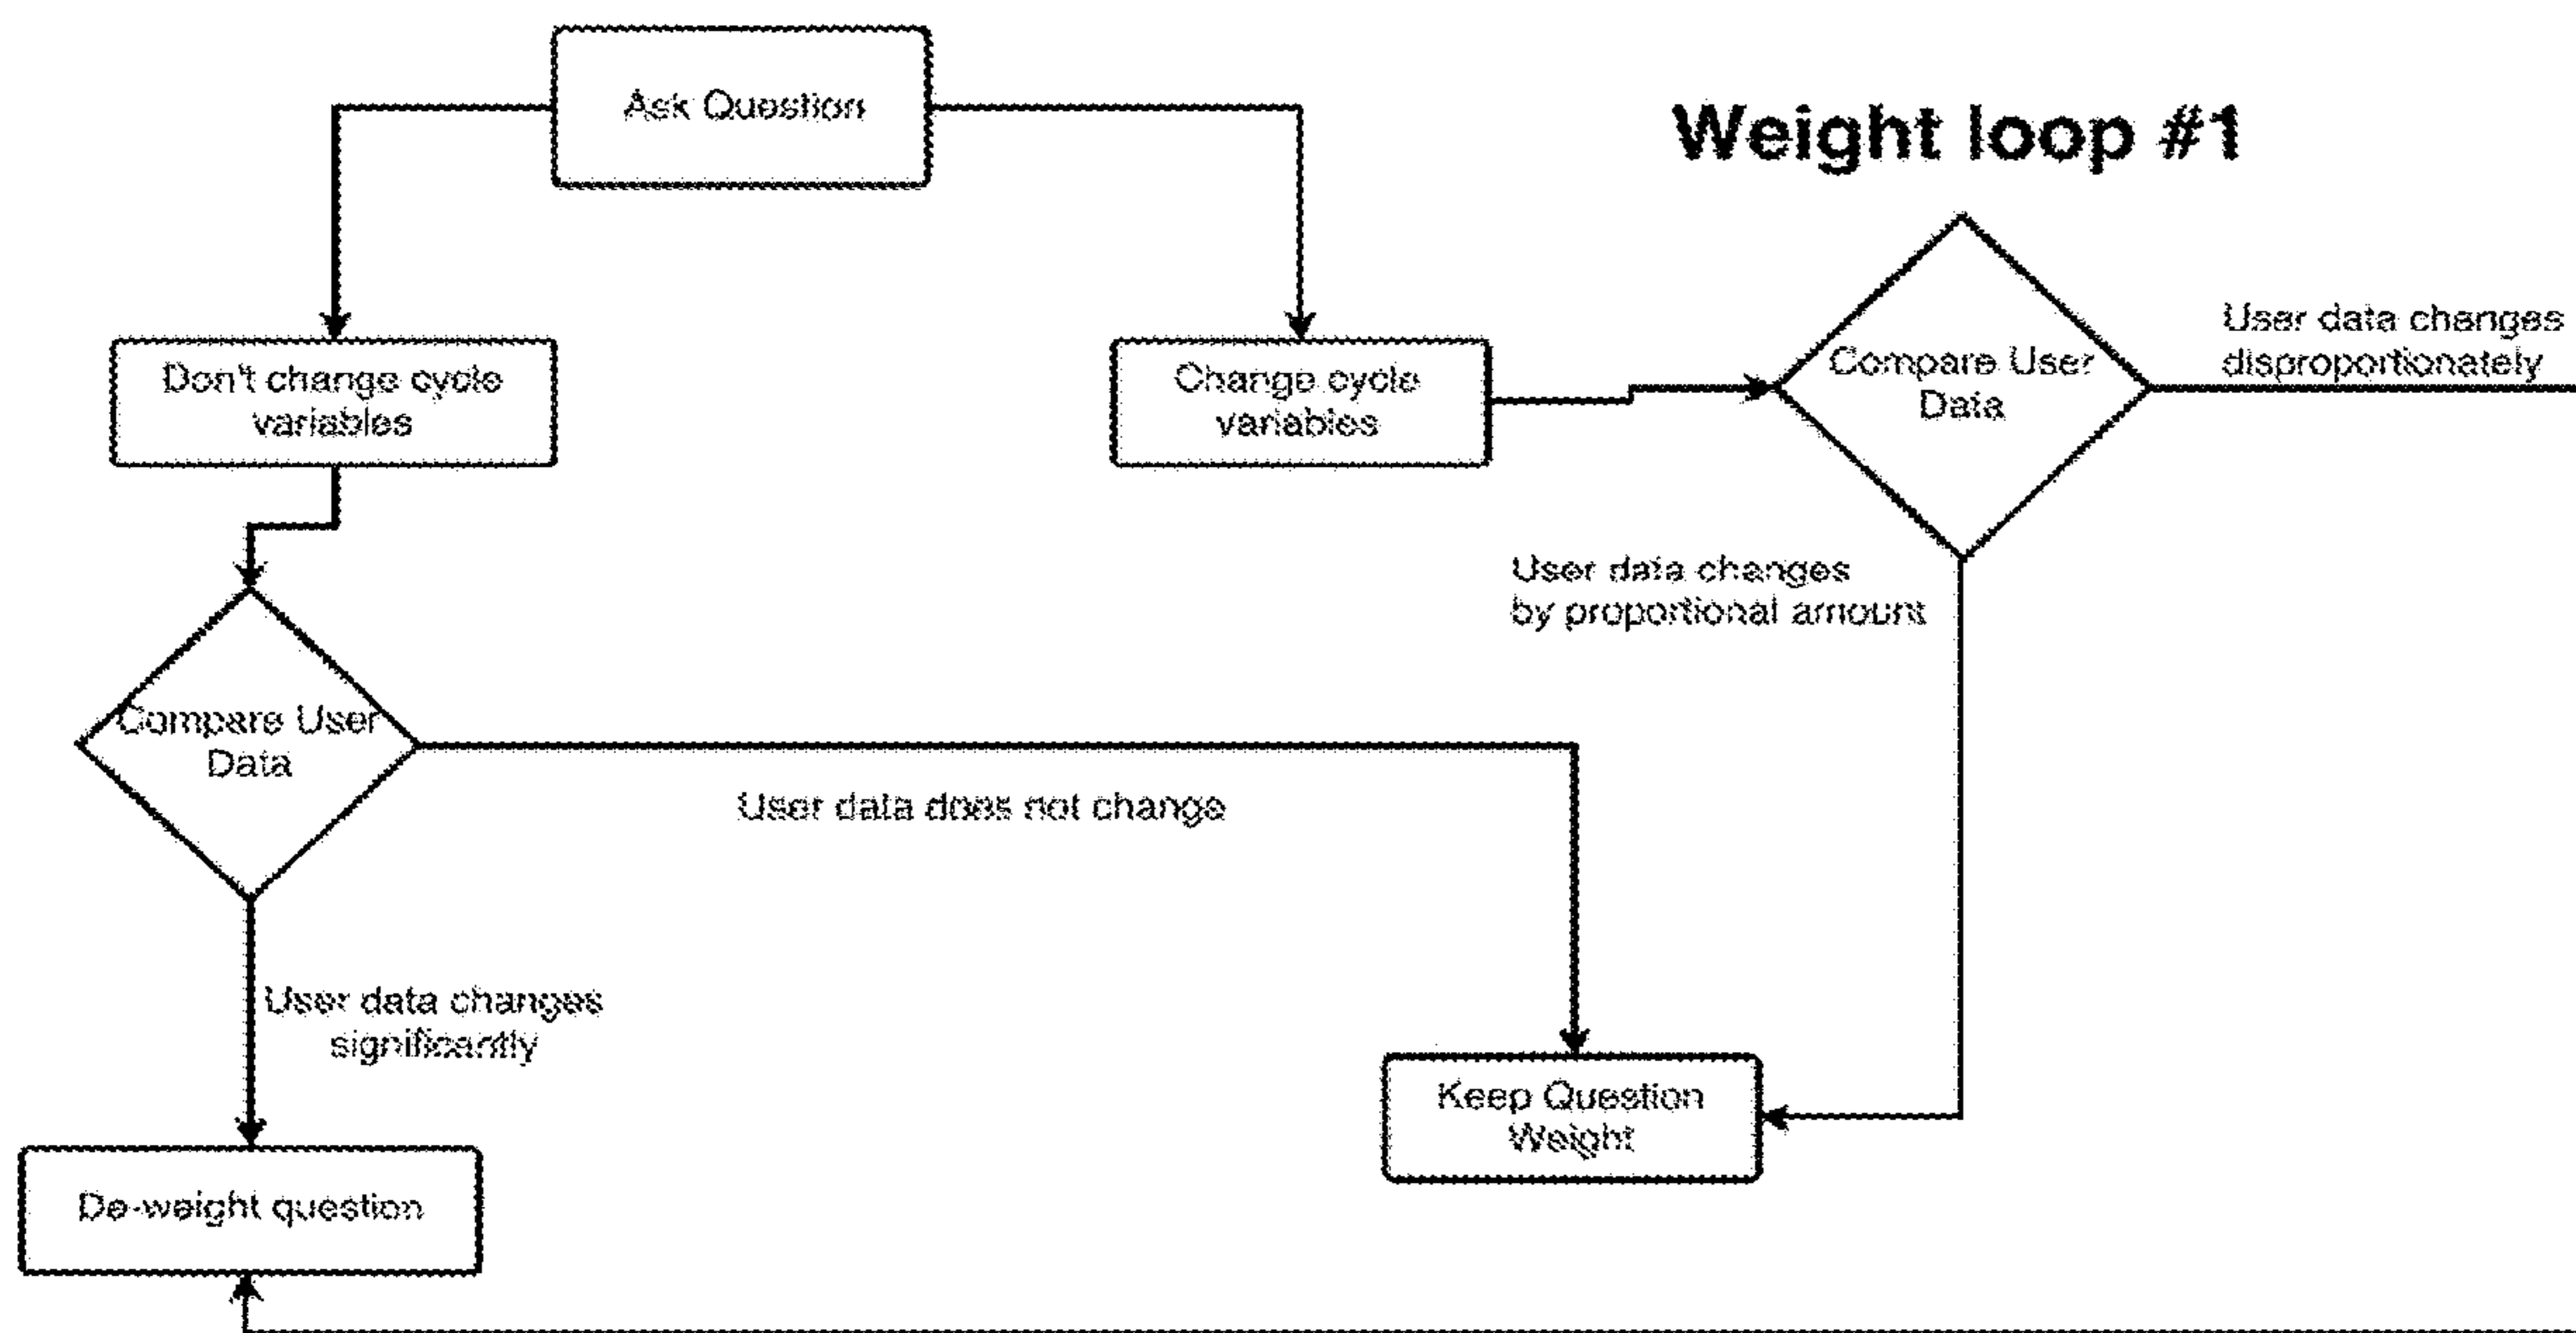 Ask Question
Weight loop #1
Don't change cycle
variables
Change cycle
variables
Compare User
Data
User data changes
disproportionately
User data changes
by proportional amount
Compare User
Data
User data does not change
User data changes
significantly
Keep Question
Weight
De-weight question